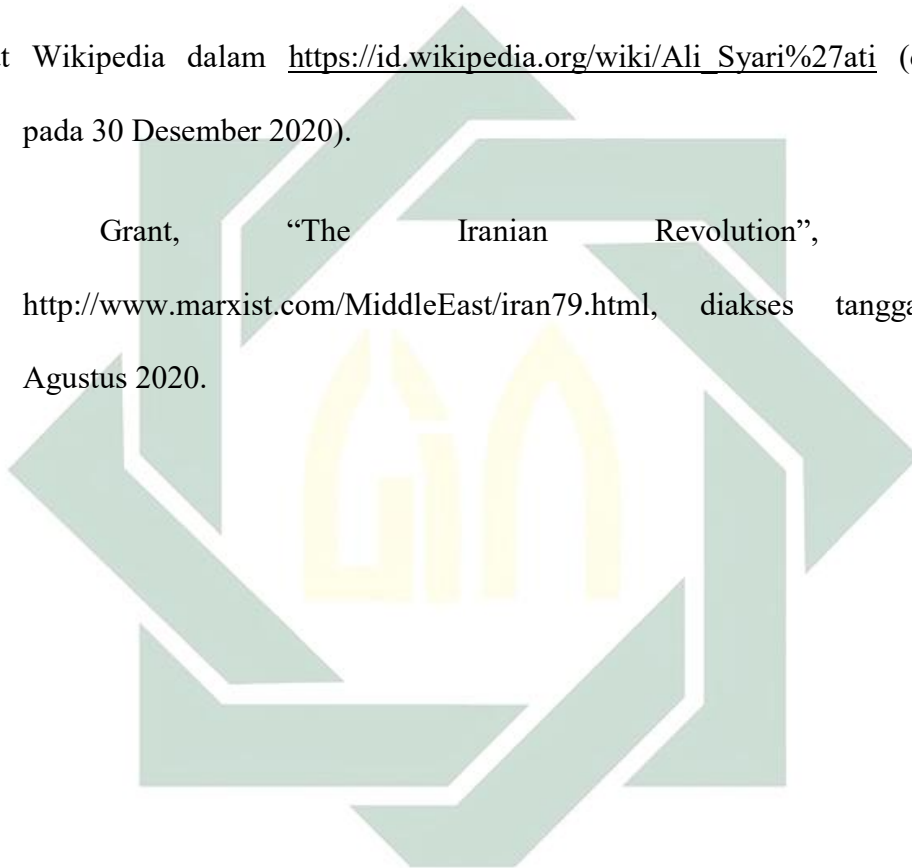 Wikipedia dalam https://id.wikipedia.org/wiki/Ali_Syari%27ati
pada 30 Desember 2020).
Grant, “The Iranian Revolution”,
http://www.marxist.com/MiddleEast/iran79.html, diakses
Agustus 2020.